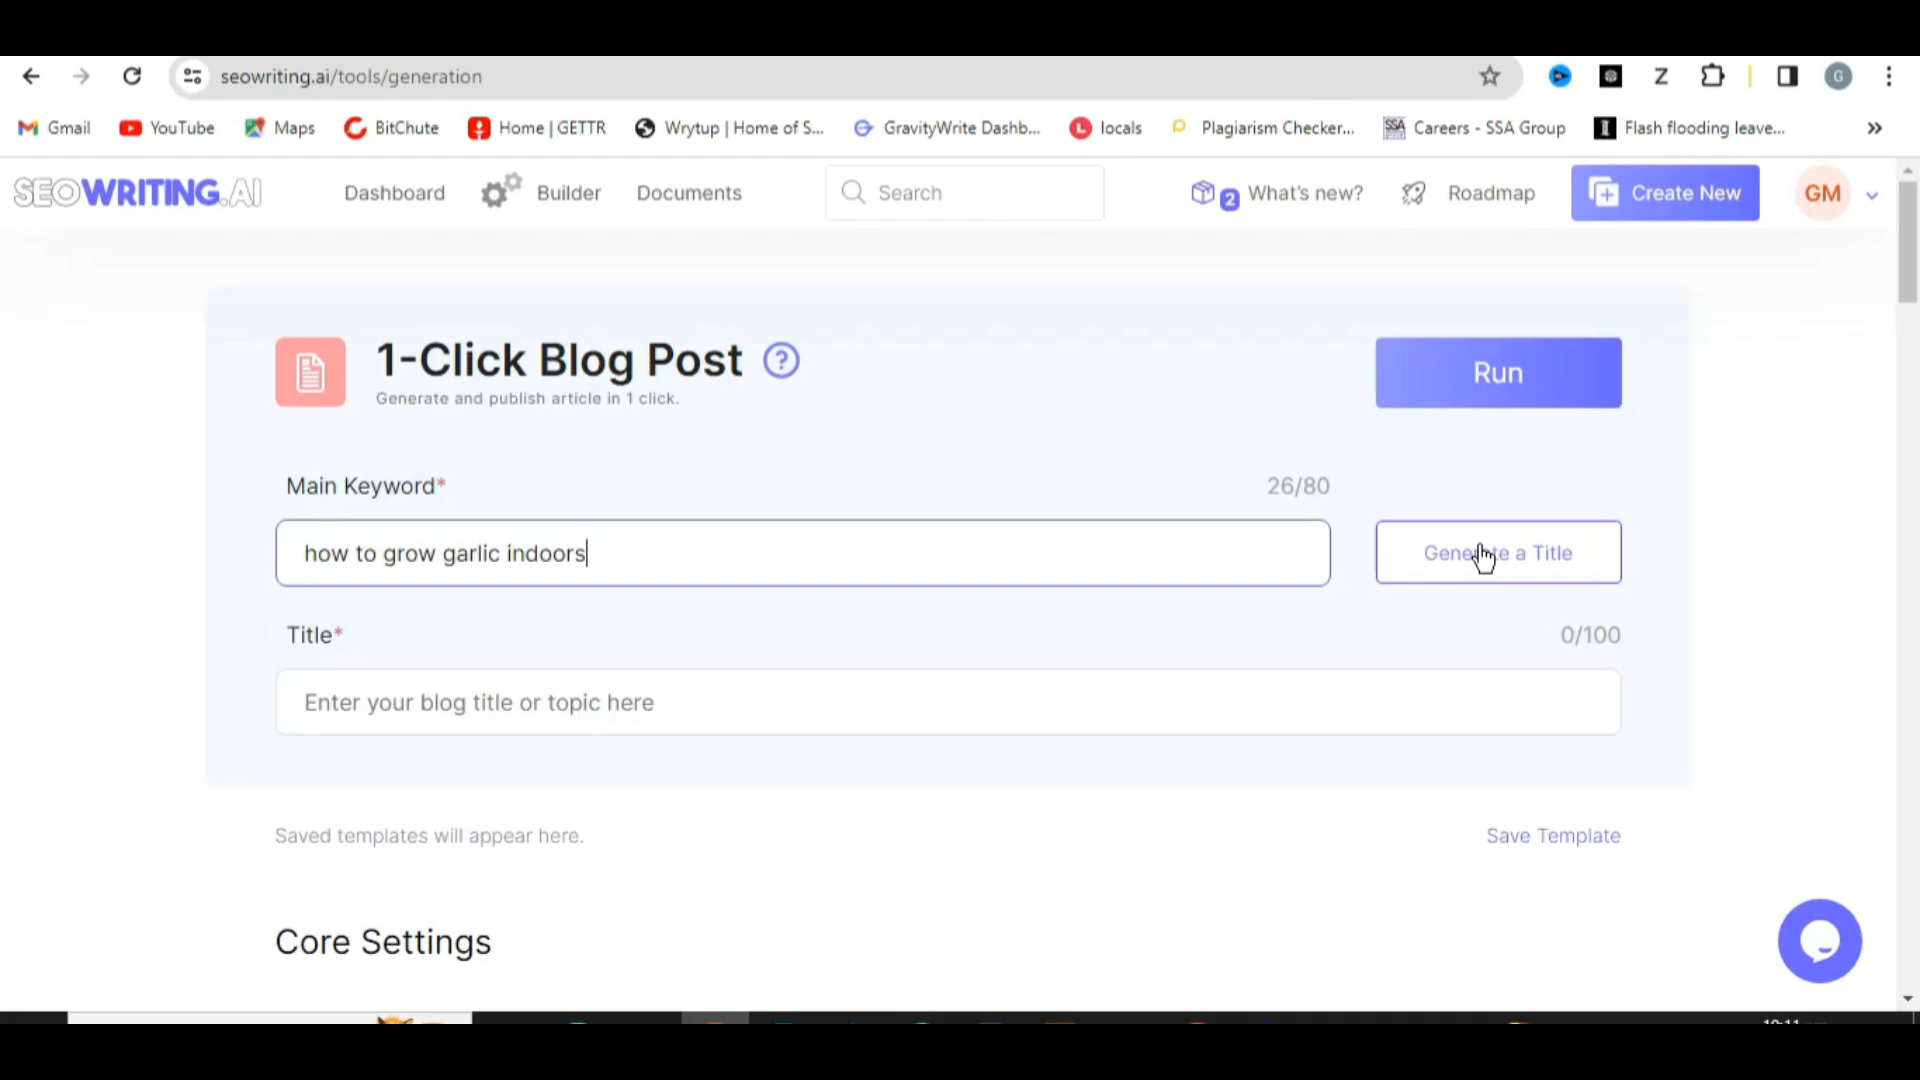 seowriting.ai/tools/generation
G
Gmail YouTube Maps BitChute Home | GETTR Wrytup | Home of S... GravityWrite Dashb... L locals Plagiarism Checker... SSA Careers - SSA Group Flash flooding leave... »
SEOWRITING.AI Dashboard Builder Documents Search 2 What's new? Roadmap Create New GM
1-Click Blog Post ?
Generate and publish article in 1 click.
Run
Main Keyword* 26/80
how to grow garlic indoors
Generate a Title
Title* 0/100
Enter your blog title or topic here
Saved templates will appear here. Save Template
Core Settings